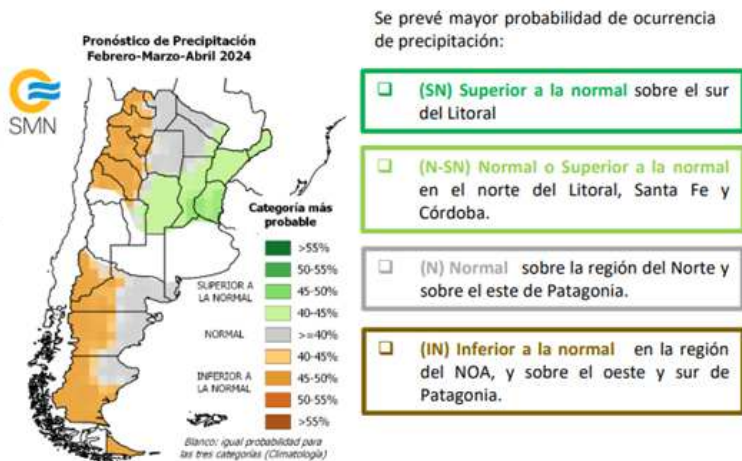 Pronóstico de Precipitación
Febrero-Marzo-Abril 2024
SMN
Categoría más
probable
>55%
50-55%
SUPERIOR A
LA NORMAL
45-50%
40-45%
NORMAL
>=40%
40-45%
INFERIOR A
LA NORMAL
45-50%
50-55%
>55%
Blanco: igual probabilidad para
las tres categorías (Climatología)
Se prevé mayor probabilidad de ocurrencia
de precipitación:
(SN) Superior a la normal sobre el sur
del Litoral
(N-SN) Normal o Superior a la normal
en el norte del Litoral, Santa Fe y
Córdoba.
(N) Normal sobre la región del Norte y
sobre el este de Patagonia.
(IN) Inferior a la normal en la región
del NOA, y sobre el oeste y sur de
Patagonia.